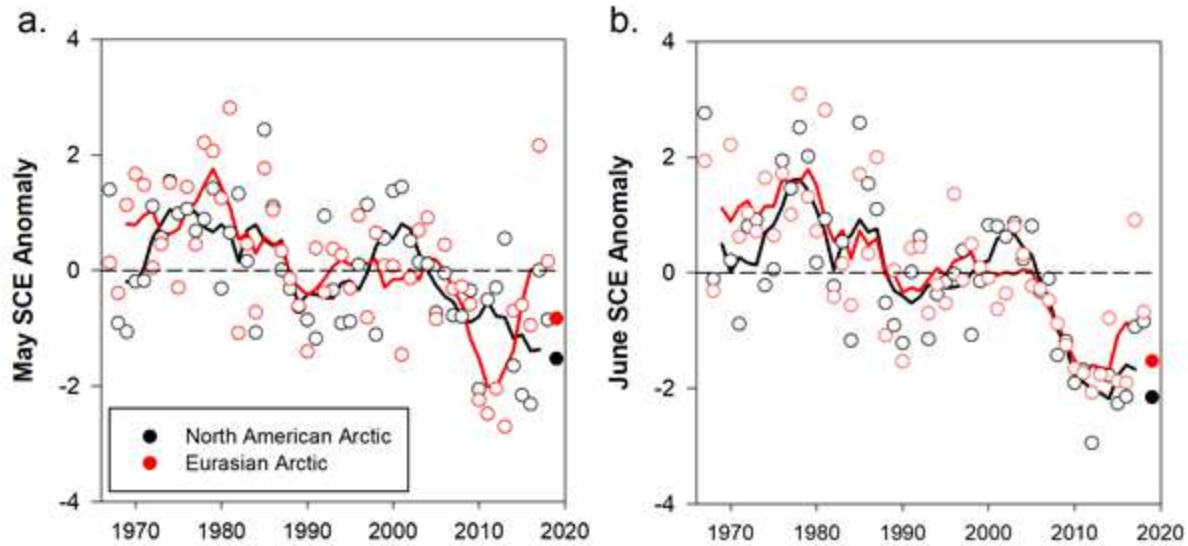 a.
4
2
0
-2
-4
May SCE Anomaly
North American Arctic
Eurasian Arctic
1970 1980 1990 2000 2010 2020
b.
4
2
0
-2
-4
June SCE Anomaly
1970 1980 1990 2000 2010 2020